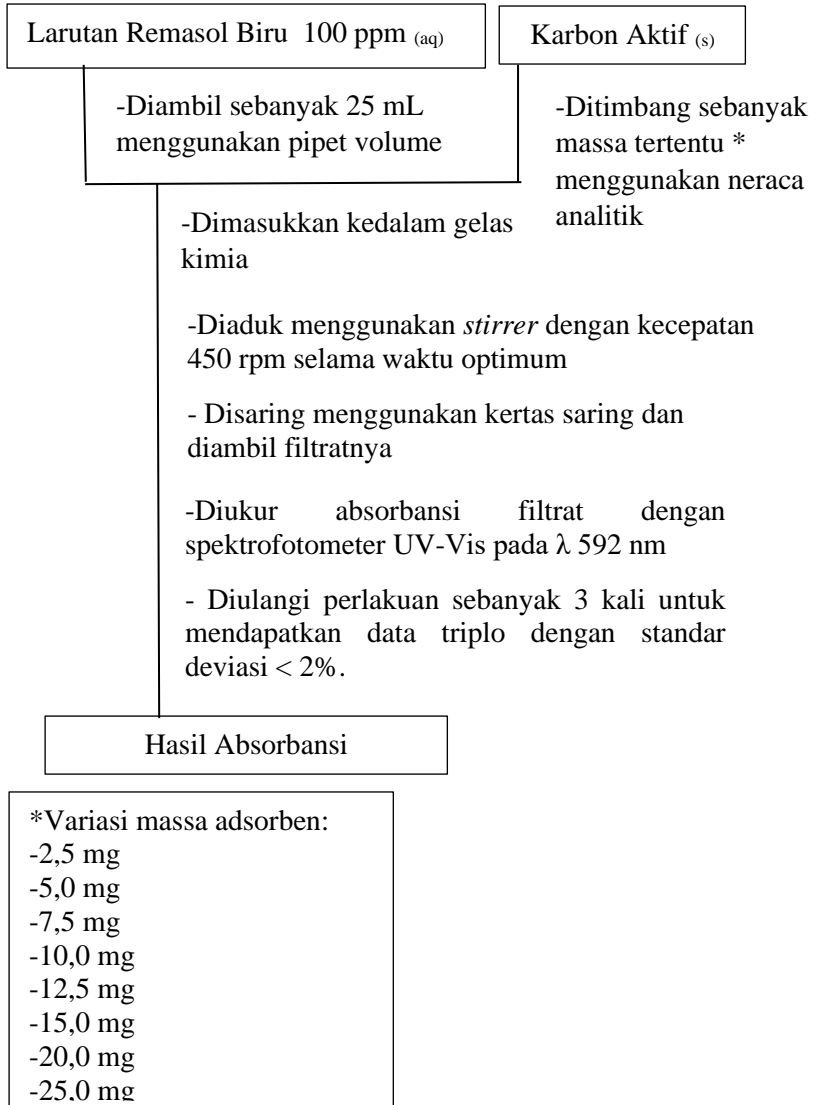 Larutan Remasol Biru  100 ppm (aq)
Karbon Aktif (s)
-Diambil sebanyak 25 mL
menggunakan pipet volume
-Ditimbang sebanyak
massa tertentu *
menggunakan neraca
analitik
-Dimasukkan kedalam gelas
kimia
-Diaduk menggunakan stirrer dengan kecepatan
450 rpm selama waktu optimum
- Disaring menggunakan kertas saring dan
diambil filtratnya
-Diukur absorbansi filtrat dengan
spektrofotometer UV-Vis pada λ 592 nm
- Diulangi perlakuan sebanyak 3 kali untuk
mendapatkan data triplo dengan standar
deviasi < 2%.
Hasil Absorbansi
*Variasi massa adsorben:
-2,5 mg
-5,0 mg
-7,5 mg
-10,0 mg
-12,5 mg
-15,0 mg
-20,0 mg
-25,0 mg